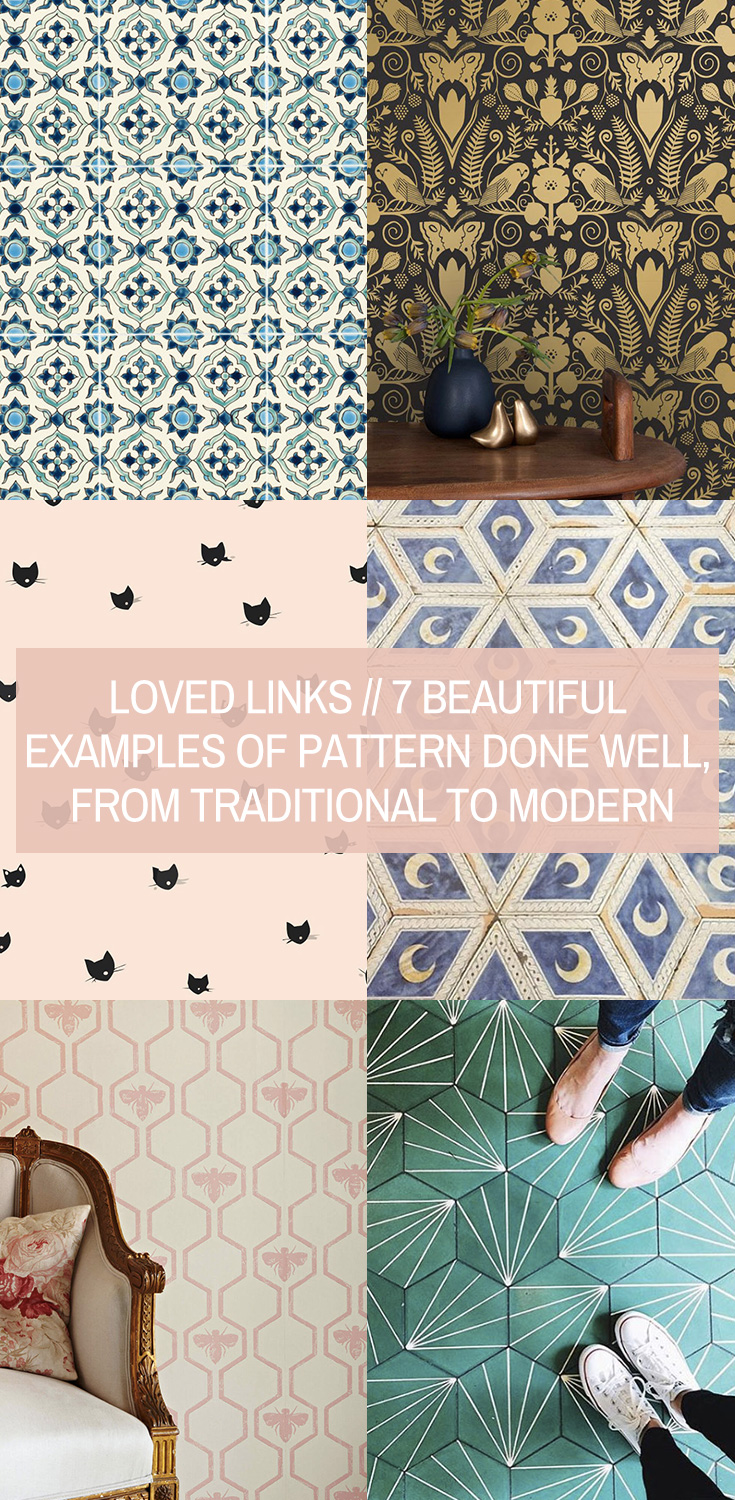 LOVED LINKS // 7 BEAUTIFUL
EXAMPLES OF PATTERN DONE WELL,
FROM TRADITIONAL TO MODERN